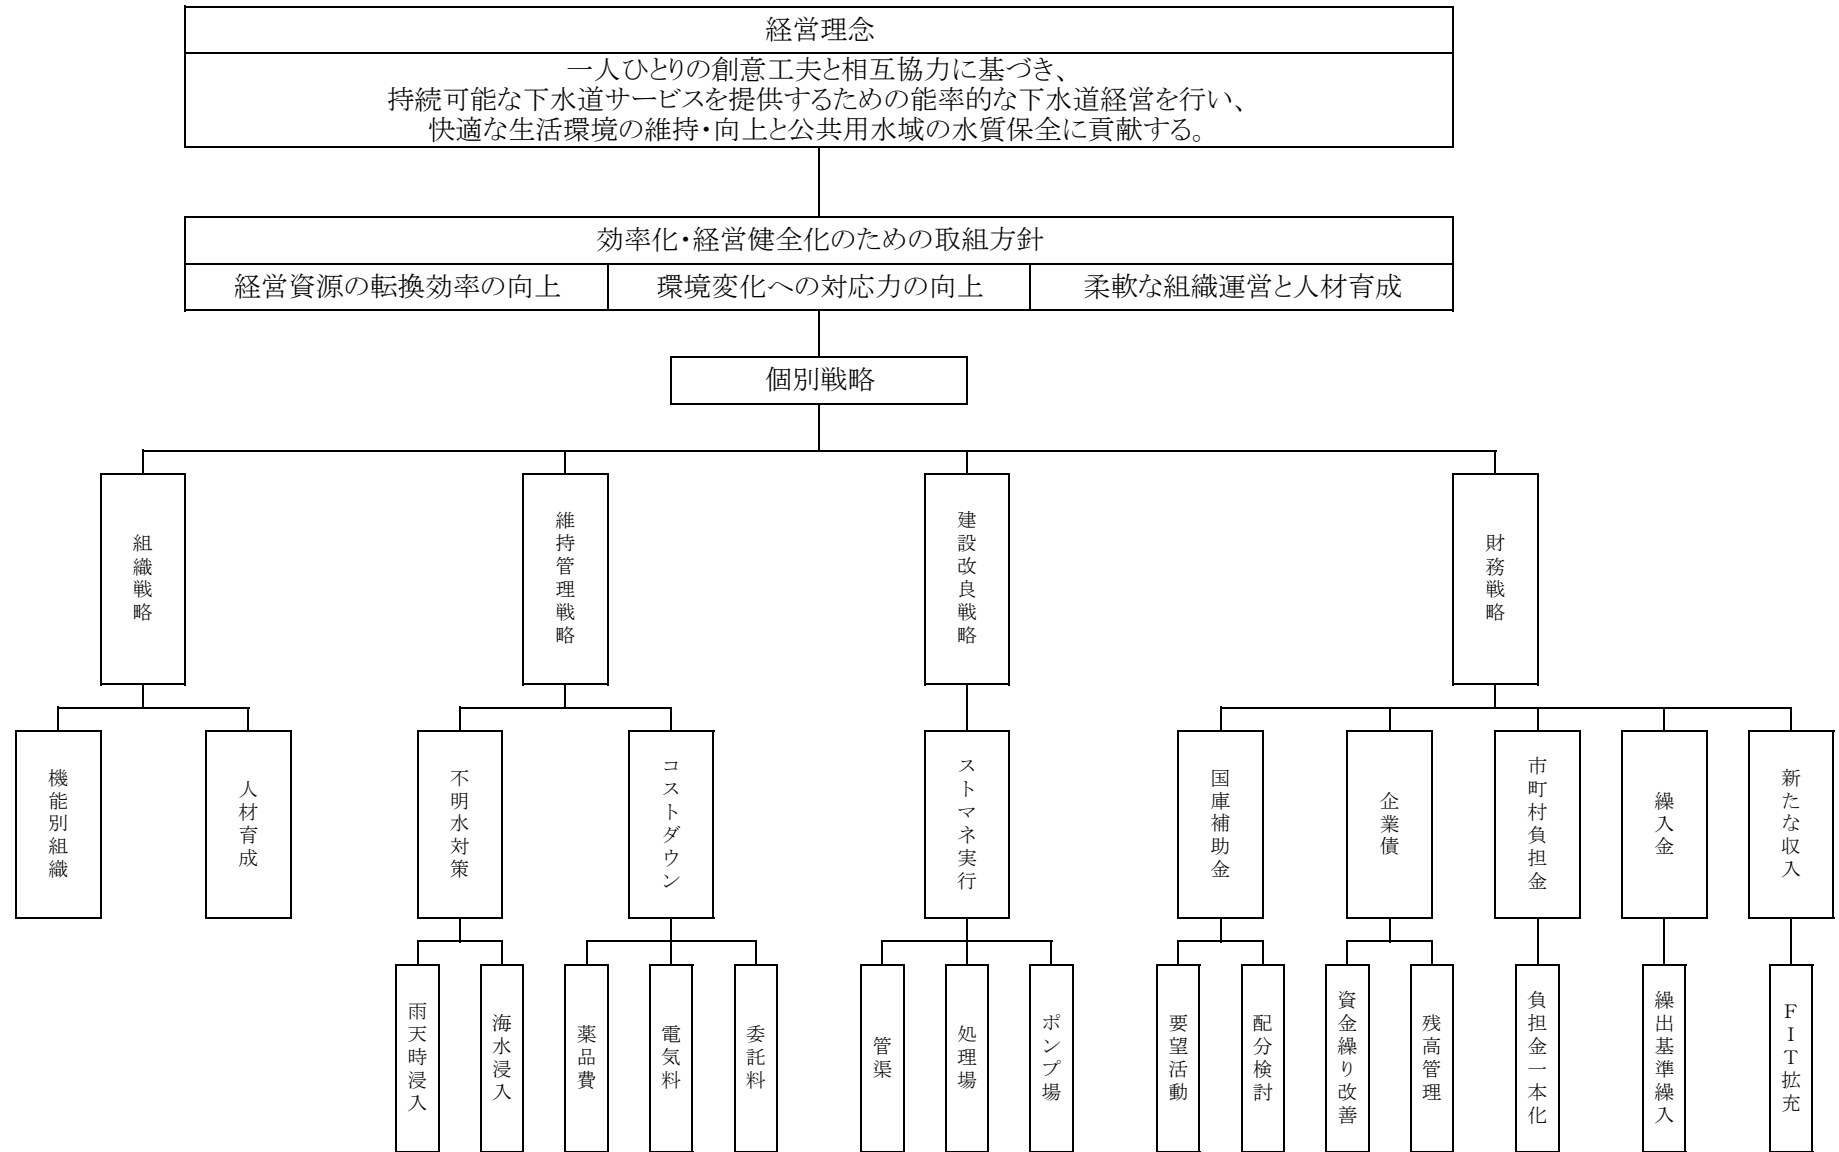 経営理念
一人ひとりの創意工夫と相互協力に基づき、
持続可能な下水道サービスを提供するための能率的な下水道経営を行い、
快適な生活環境の維持・向上と公共用水域の水質保全に貢献する。
効率化・経営健全化のための取組方針
経営資源の転換効率の向上
環境変化への対応力の向上
柔軟な組織運営と人材育成
個別戦略
組織戦略
維持管理戦略
建設改良戦略
財務戦略
機能別組織
人材育成
不明水対策
コストダウン
ストマネ実行
国庫補助金
企業債
市町村負担金
繰入金
新たな収入
雨天時浸入
海水浸入
薬品費
電気料
委託料
管渠
処理場
ポンプ場
要望活動
配分検討
資金繰り改善
残高管理
負担金一本化
繰出基準繰入
FIT拡充